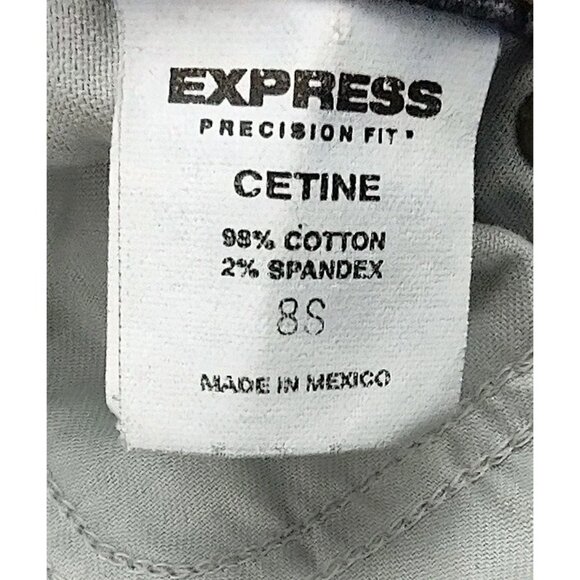 EXPRESS
PRECISION FIT
CETINE
98% COTTON
2% SPANDEX
8S
MADE IN MEXICO